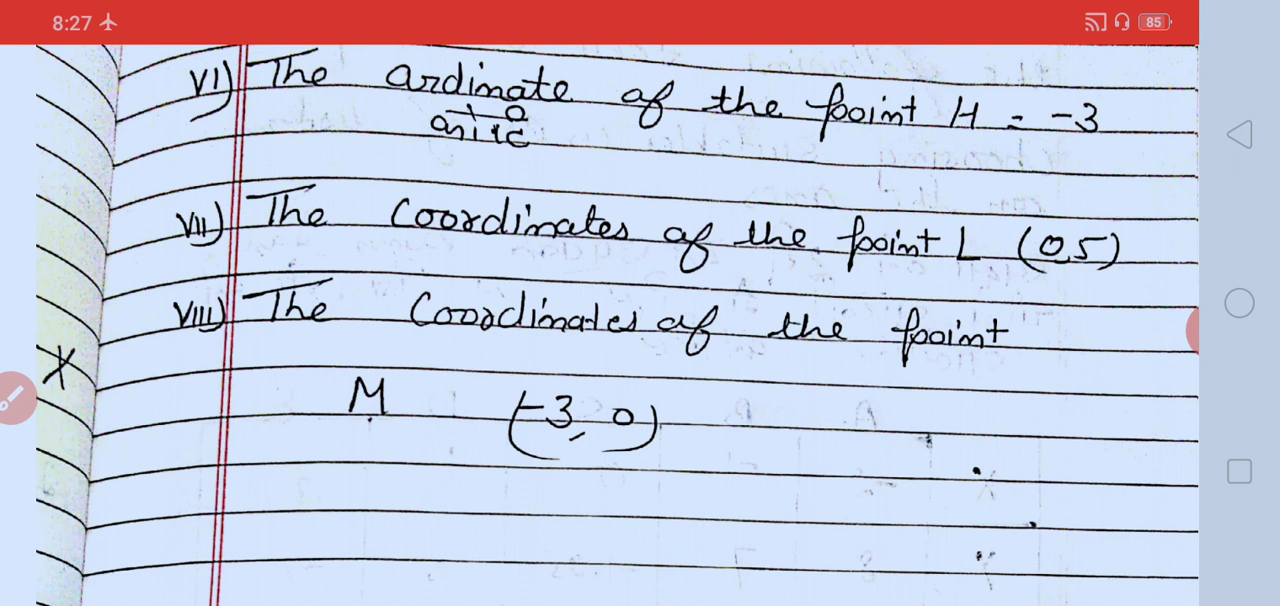 8:27
85
VI) The ordinate of the point H = -3
VII) The Coordinates of the point L (0,5)
VIII) The Coordinates of the point
M (-3, 0)